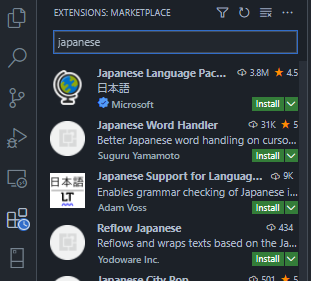 EXTENSIONS: MARKETPLACE
japanese
Japanese Language Pac... 3.8M 4.5
日本語
Microsoft Install
Japanese Word Handler 31K 5
Better Japanese word handling on curso...
Suguru Yamamoto Install
日本語
LT
Japanese Support for Languag... 9K
Enables grammar checking of Japanese i...
Adam Voss Install
Reflow Japanese 434
Reflows and wraps texts based on the Ja...
Yodoware Inc. Install
Japanese City Pop 501 5